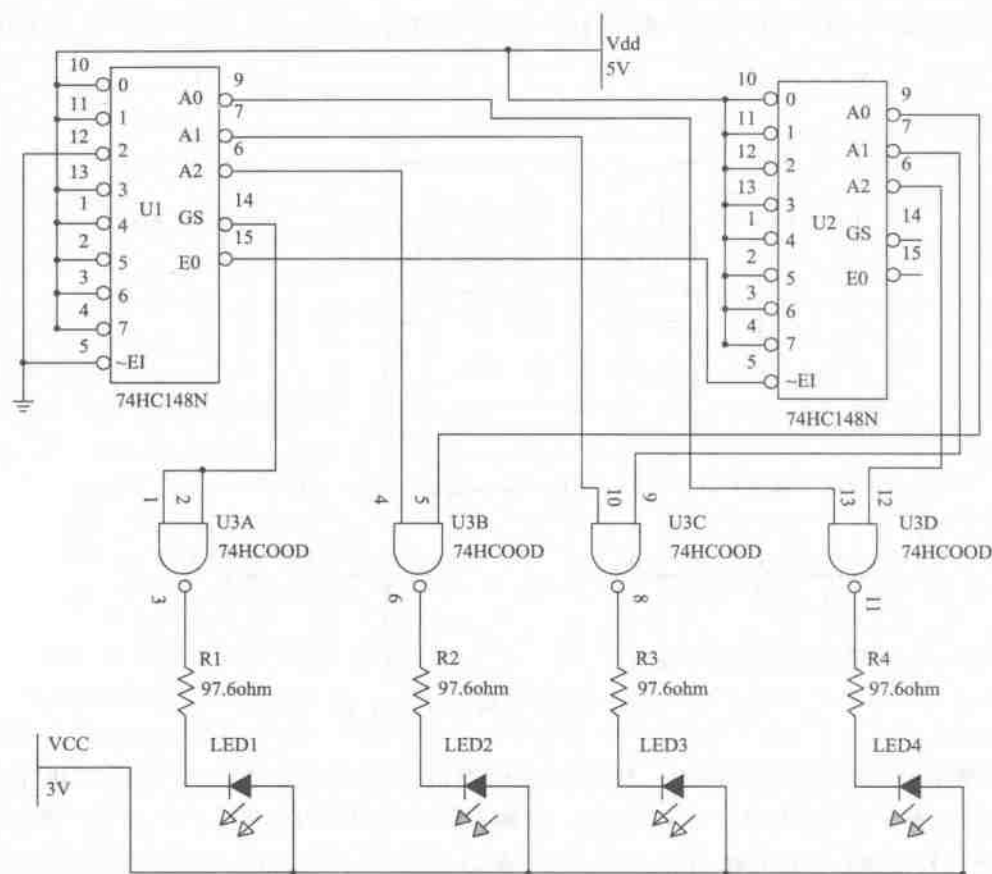 Vdd
5V
10
0
11
1
12
2
13
3
1
4
2
5
3
6
4
7
5
~EI
U1
A0
9
A1
7
A2
6
GS
14
E0
15
74HC148N
10
0
11
1
12
2
13
3
1
4
2
5
3
6
4
7
5
~EI
U2
A0
9
A1
7
A2
6
GS
14
E0
15
74HC148N
1
2
U3A
74HCOOD
3
4
5
U3B
74HCOOD
6
10
9
U3C
74HCOOD
8
13
12
U3D
74HCOOD
11
R1
97.6ohm
R2
97.6ohm
R3
97.6ohm
R4
97.6ohm
VCC
3V
LED1
LED2
LED3
LED4